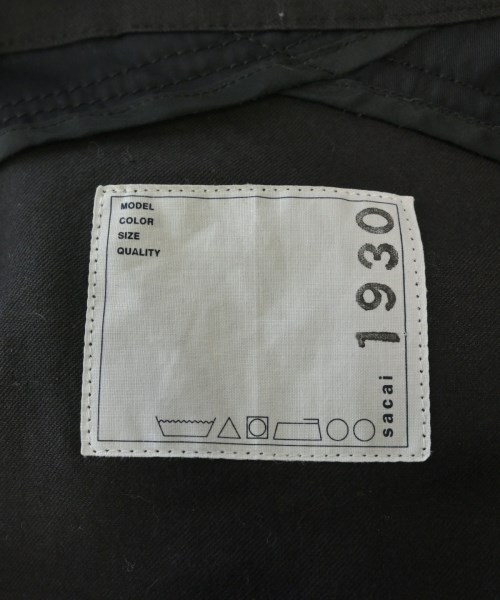 MODEL
COLOR
SIZE
QUALITY
sacai 1930